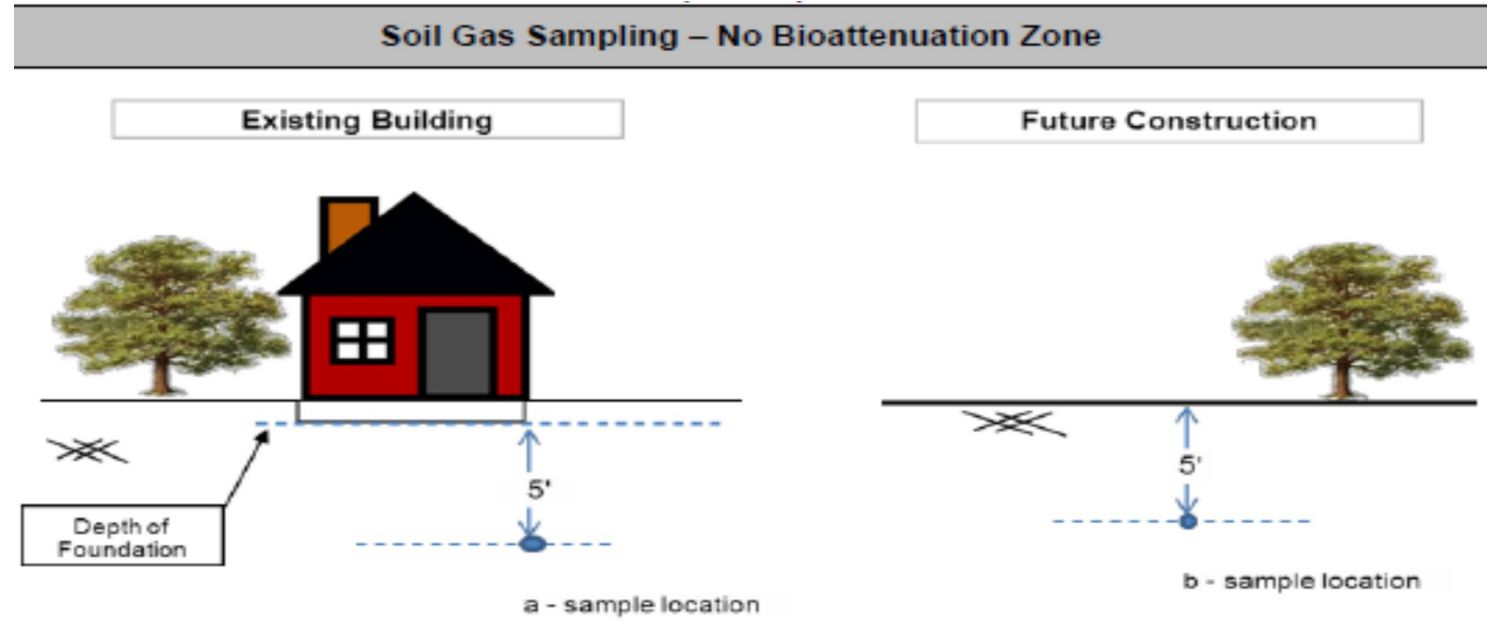 Soil Gas Sampling – No Bioattenuation Zone
Existing Building
Future Construction
5'
5'
Depth of
Foundation
a - sample location
b - sample location